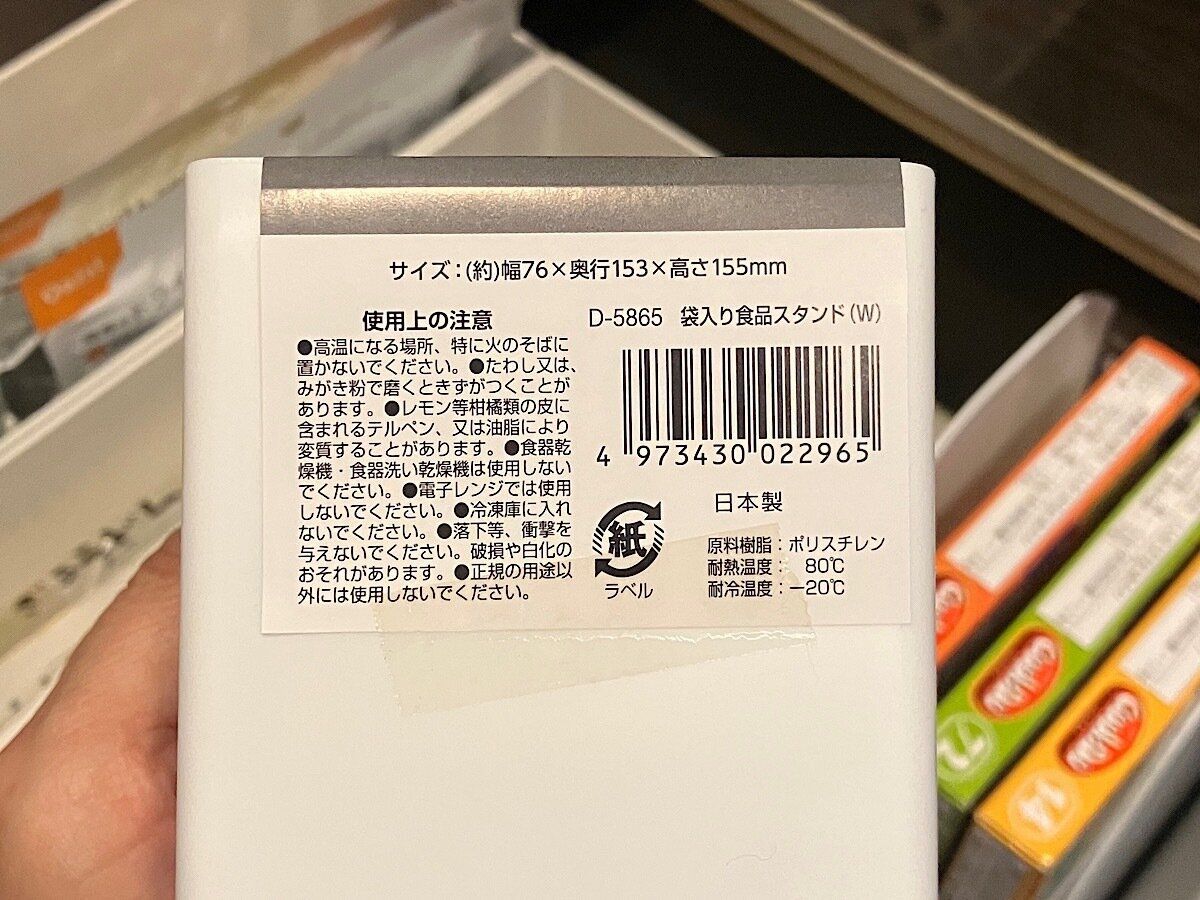 サイズ：(約)幅76×奥行153×高さ155mm
使用上の注意
●高温になる場所、特に火のそばに
置かないでください。●たわし又は、
みがき粉で磨くときずがつくことが
あります。●レモン等柑橘類の皮に
含まれるテルペン、又は油脂により
変質することがあります。●食器乾
燥機・食器洗い乾燥機は使用しない
でください。●電子レンジでは使用
しないでください。●冷凍庫に入れ
ないでください。●落下等、衝撃を
与えないでください。破損や白化の
おそれがあります。●正規の用途以
外には使用しないでください。
D-5865 袋入り食品スタンド(W)
4 973430 022965
日本製
紙
ラベル
原料樹脂：ポリスチレン
耐熱温度： 80℃
耐冷温度：−20℃
72
14